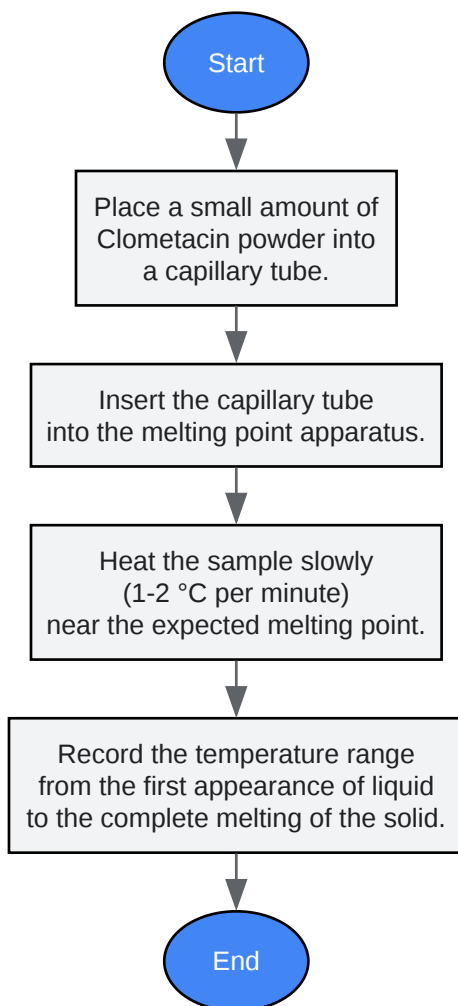 Start
Place a small amount of
Clometacin powder into
a capillary tube.
Insert the capillary tube
into the melting point apparatus.
Heat the sample slowly
(1-2 °C per minute)
near the expected melting point.
Record the temperature range
from the first appearance of liquid
to the complete melting of the solid.
End